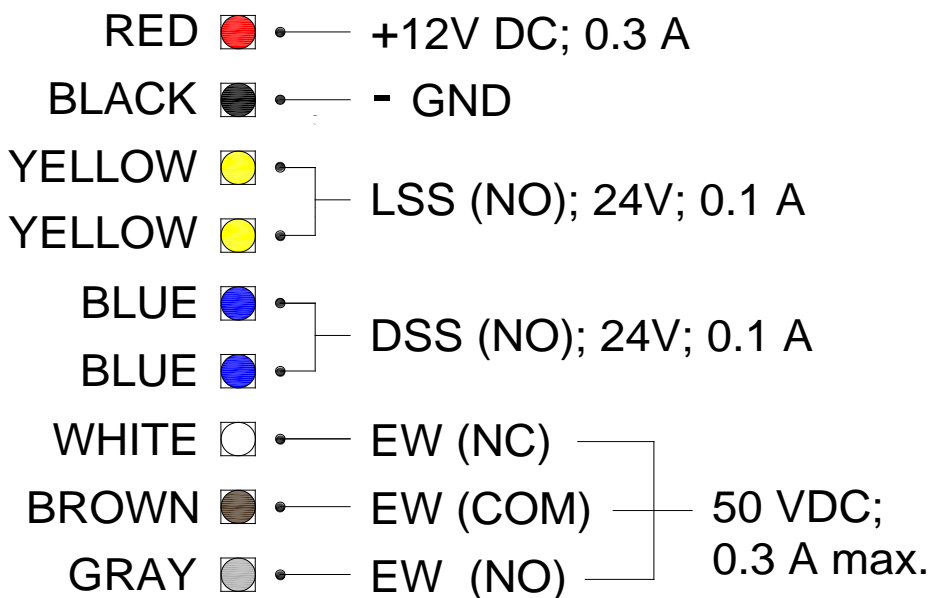 RED +12V DC; 0.3 A
BLACK - GND
YELLOW
LSS (NO); 24V; 0.1 A
YELLOW
BLUE
DSS (NO); 24V; 0.1 A
BLUE
WHITE EW (NC)
BROWN EW (COM) 50 VDC;
0.3 A max.
GRAY EW (NO)